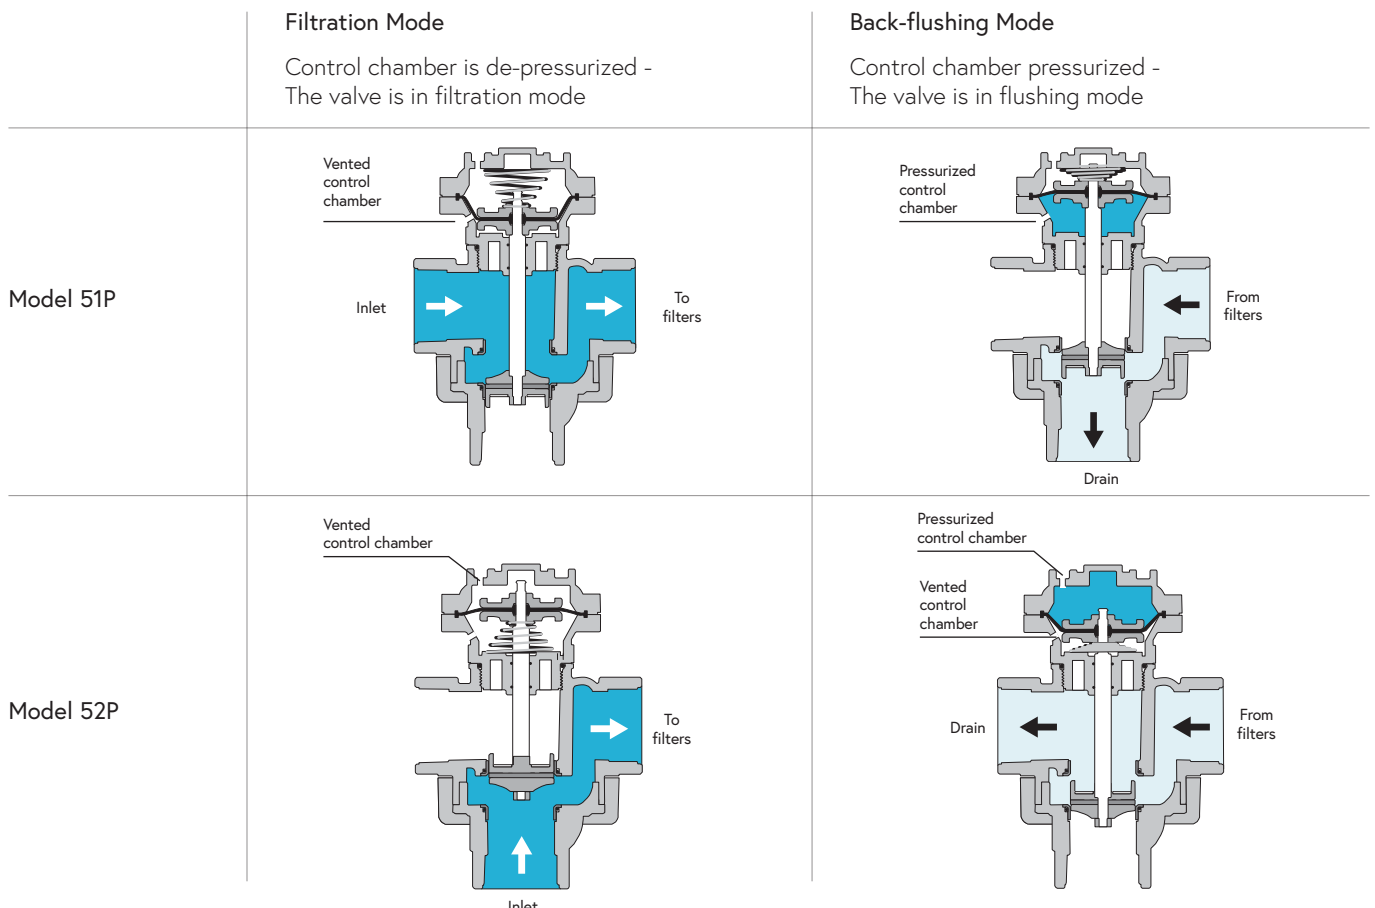 Filtration Mode
Control chamber is de-pressurized -
The valve is in filtration mode
Back-flushing Mode
Control chamber pressurized -
The valve is in flushing mode
Model 51P
Vented
control
chamber
Inlet
To
filters
Pressurized
control
chamber
From
filters
Drain
Model 52P
Vented
control chamber
To
filters
Inlet
Pressurized
control chamber
Vented
control
chamber
Drain
From
filters